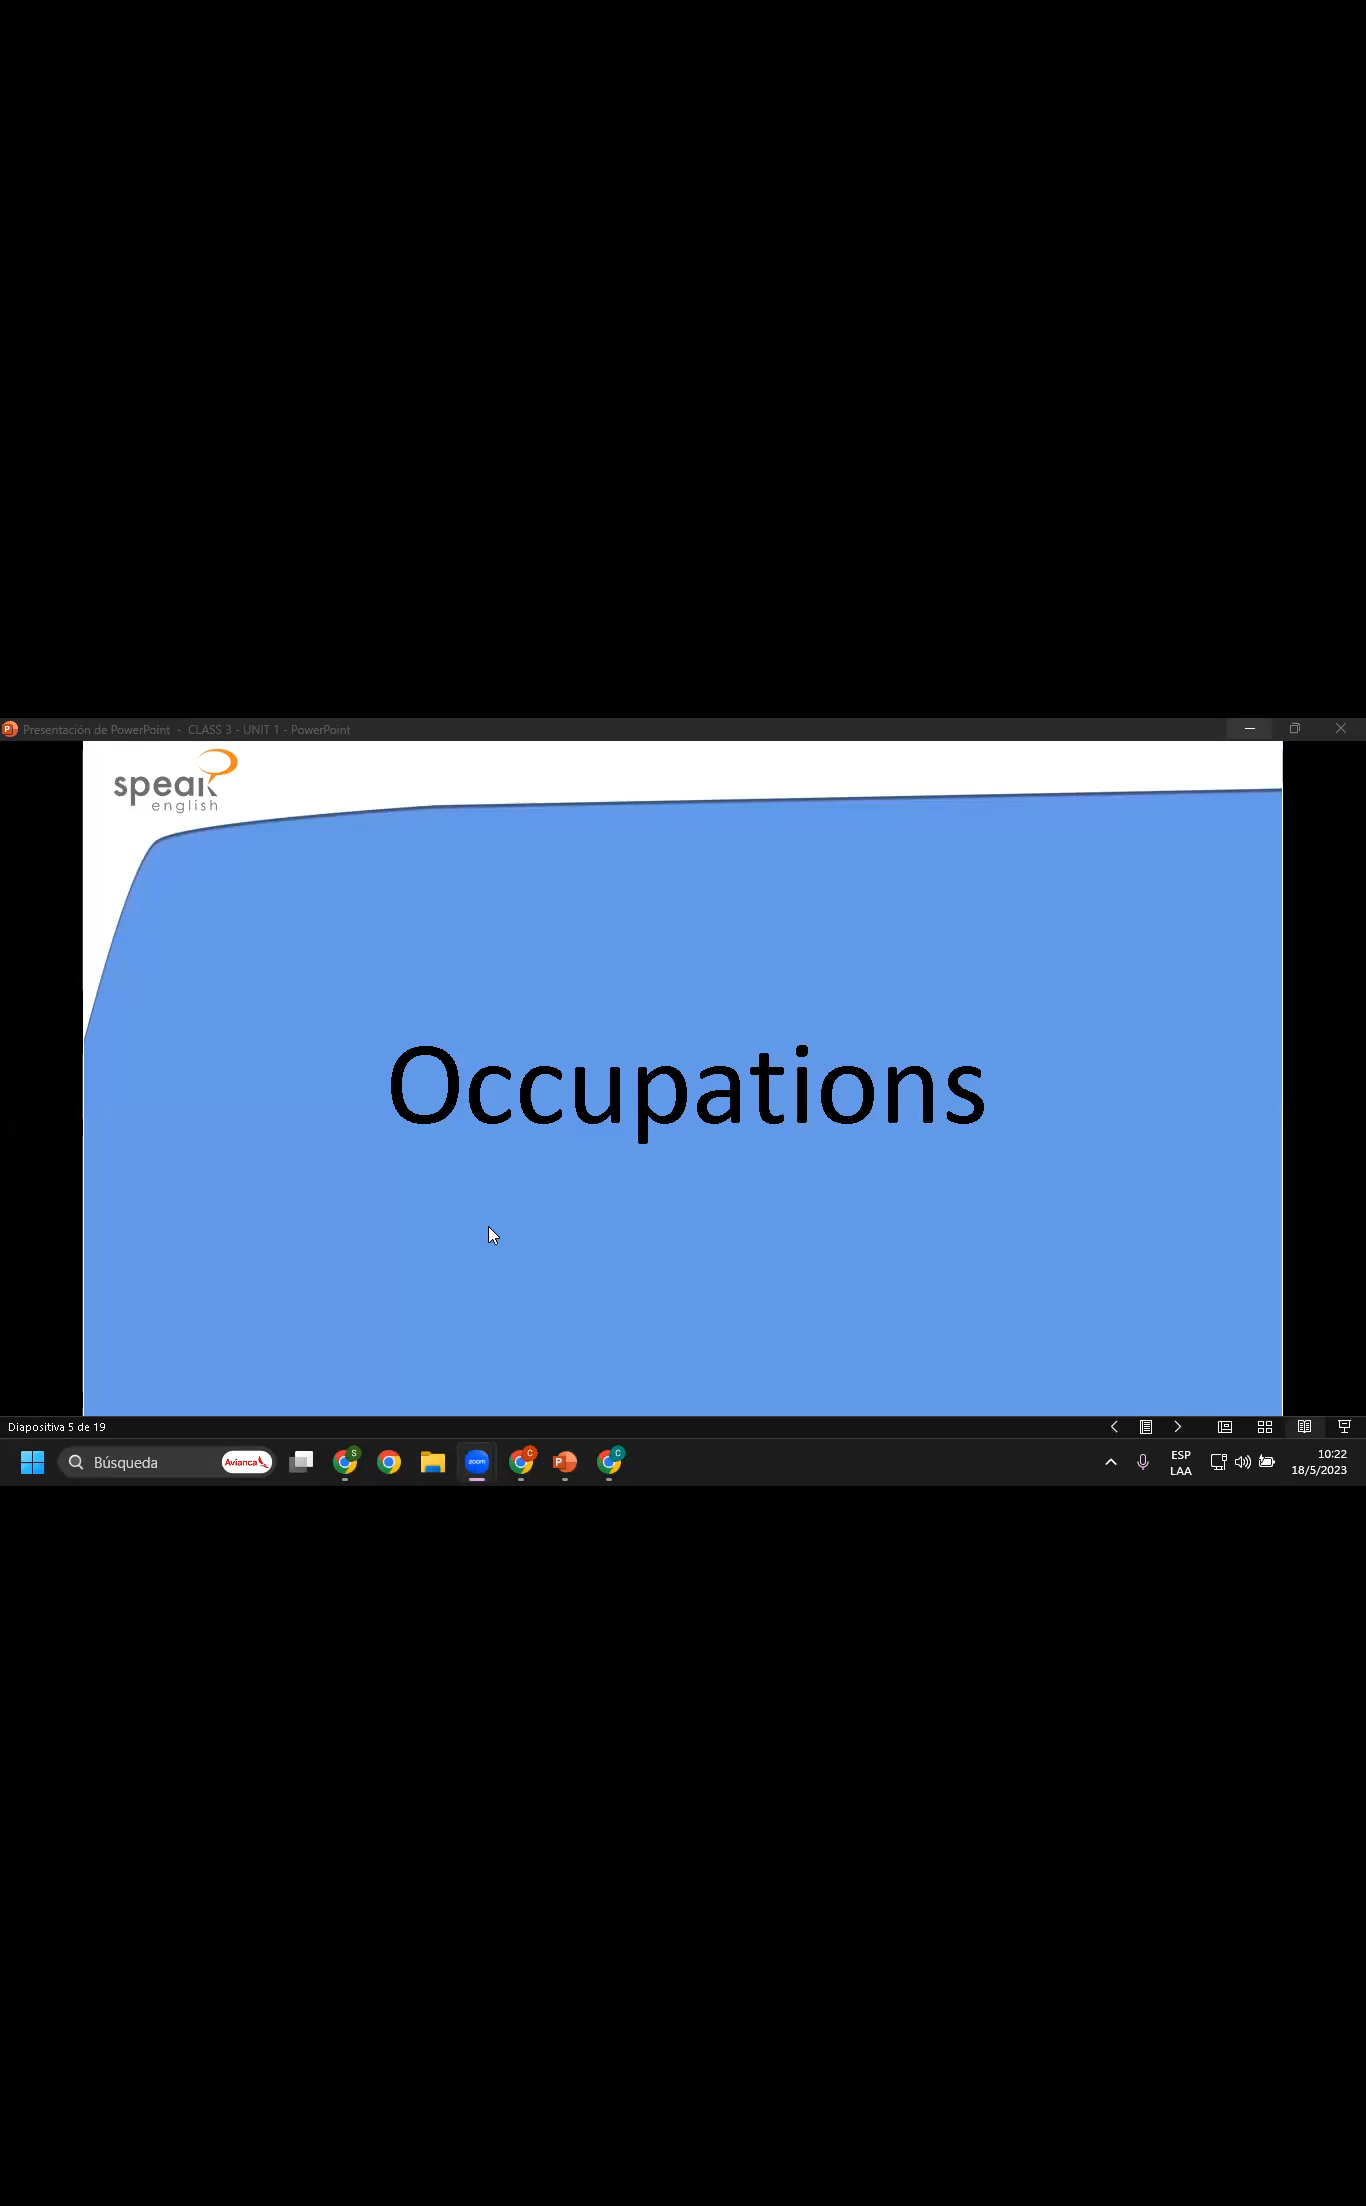 Presentación de PowerPoint - CLASS 3 - UNIT 1 - PowerPoint
speak
english
Occupations
Diapositiva 5 de 19
Búsqueda
Avianca
S
zoom
C
P
C
ESP
LAA
10:22
18/5/2023